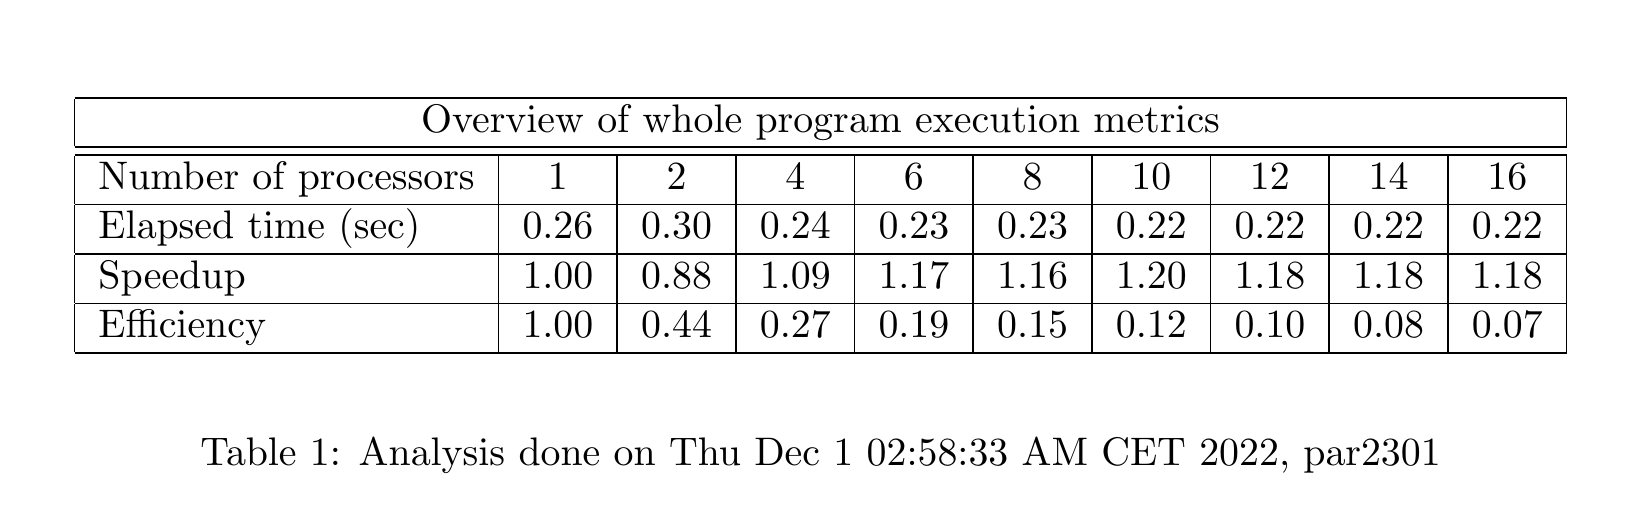 Overview of whole program execution metrics
Number of processors 1 2 4 6 8 10 12 14 16
Elapsed time (sec) 0.26 0.30 0.24 0.23 0.23 0.22 0.22 0.22 0.22
Speedup 1.00 0.88 1.09 1.17 1.16 1.20 1.18 1.18 1.18
Efficiency 1.00 0.44 0.27 0.19 0.15 0.12 0.10 0.08 0.07
Table 1: Analysis done on Thu Dec 1 02:58:33 AM CET 2022, par2301